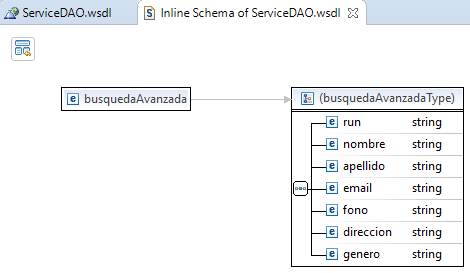 ServiceDAO.wsdl
Inline Schema of ServiceDAO.wsdl
busquedaAvanzada
(busquedaAvanzadaType)
run string
nombre string
apellido string
email string
fono string
direccion string
genero string